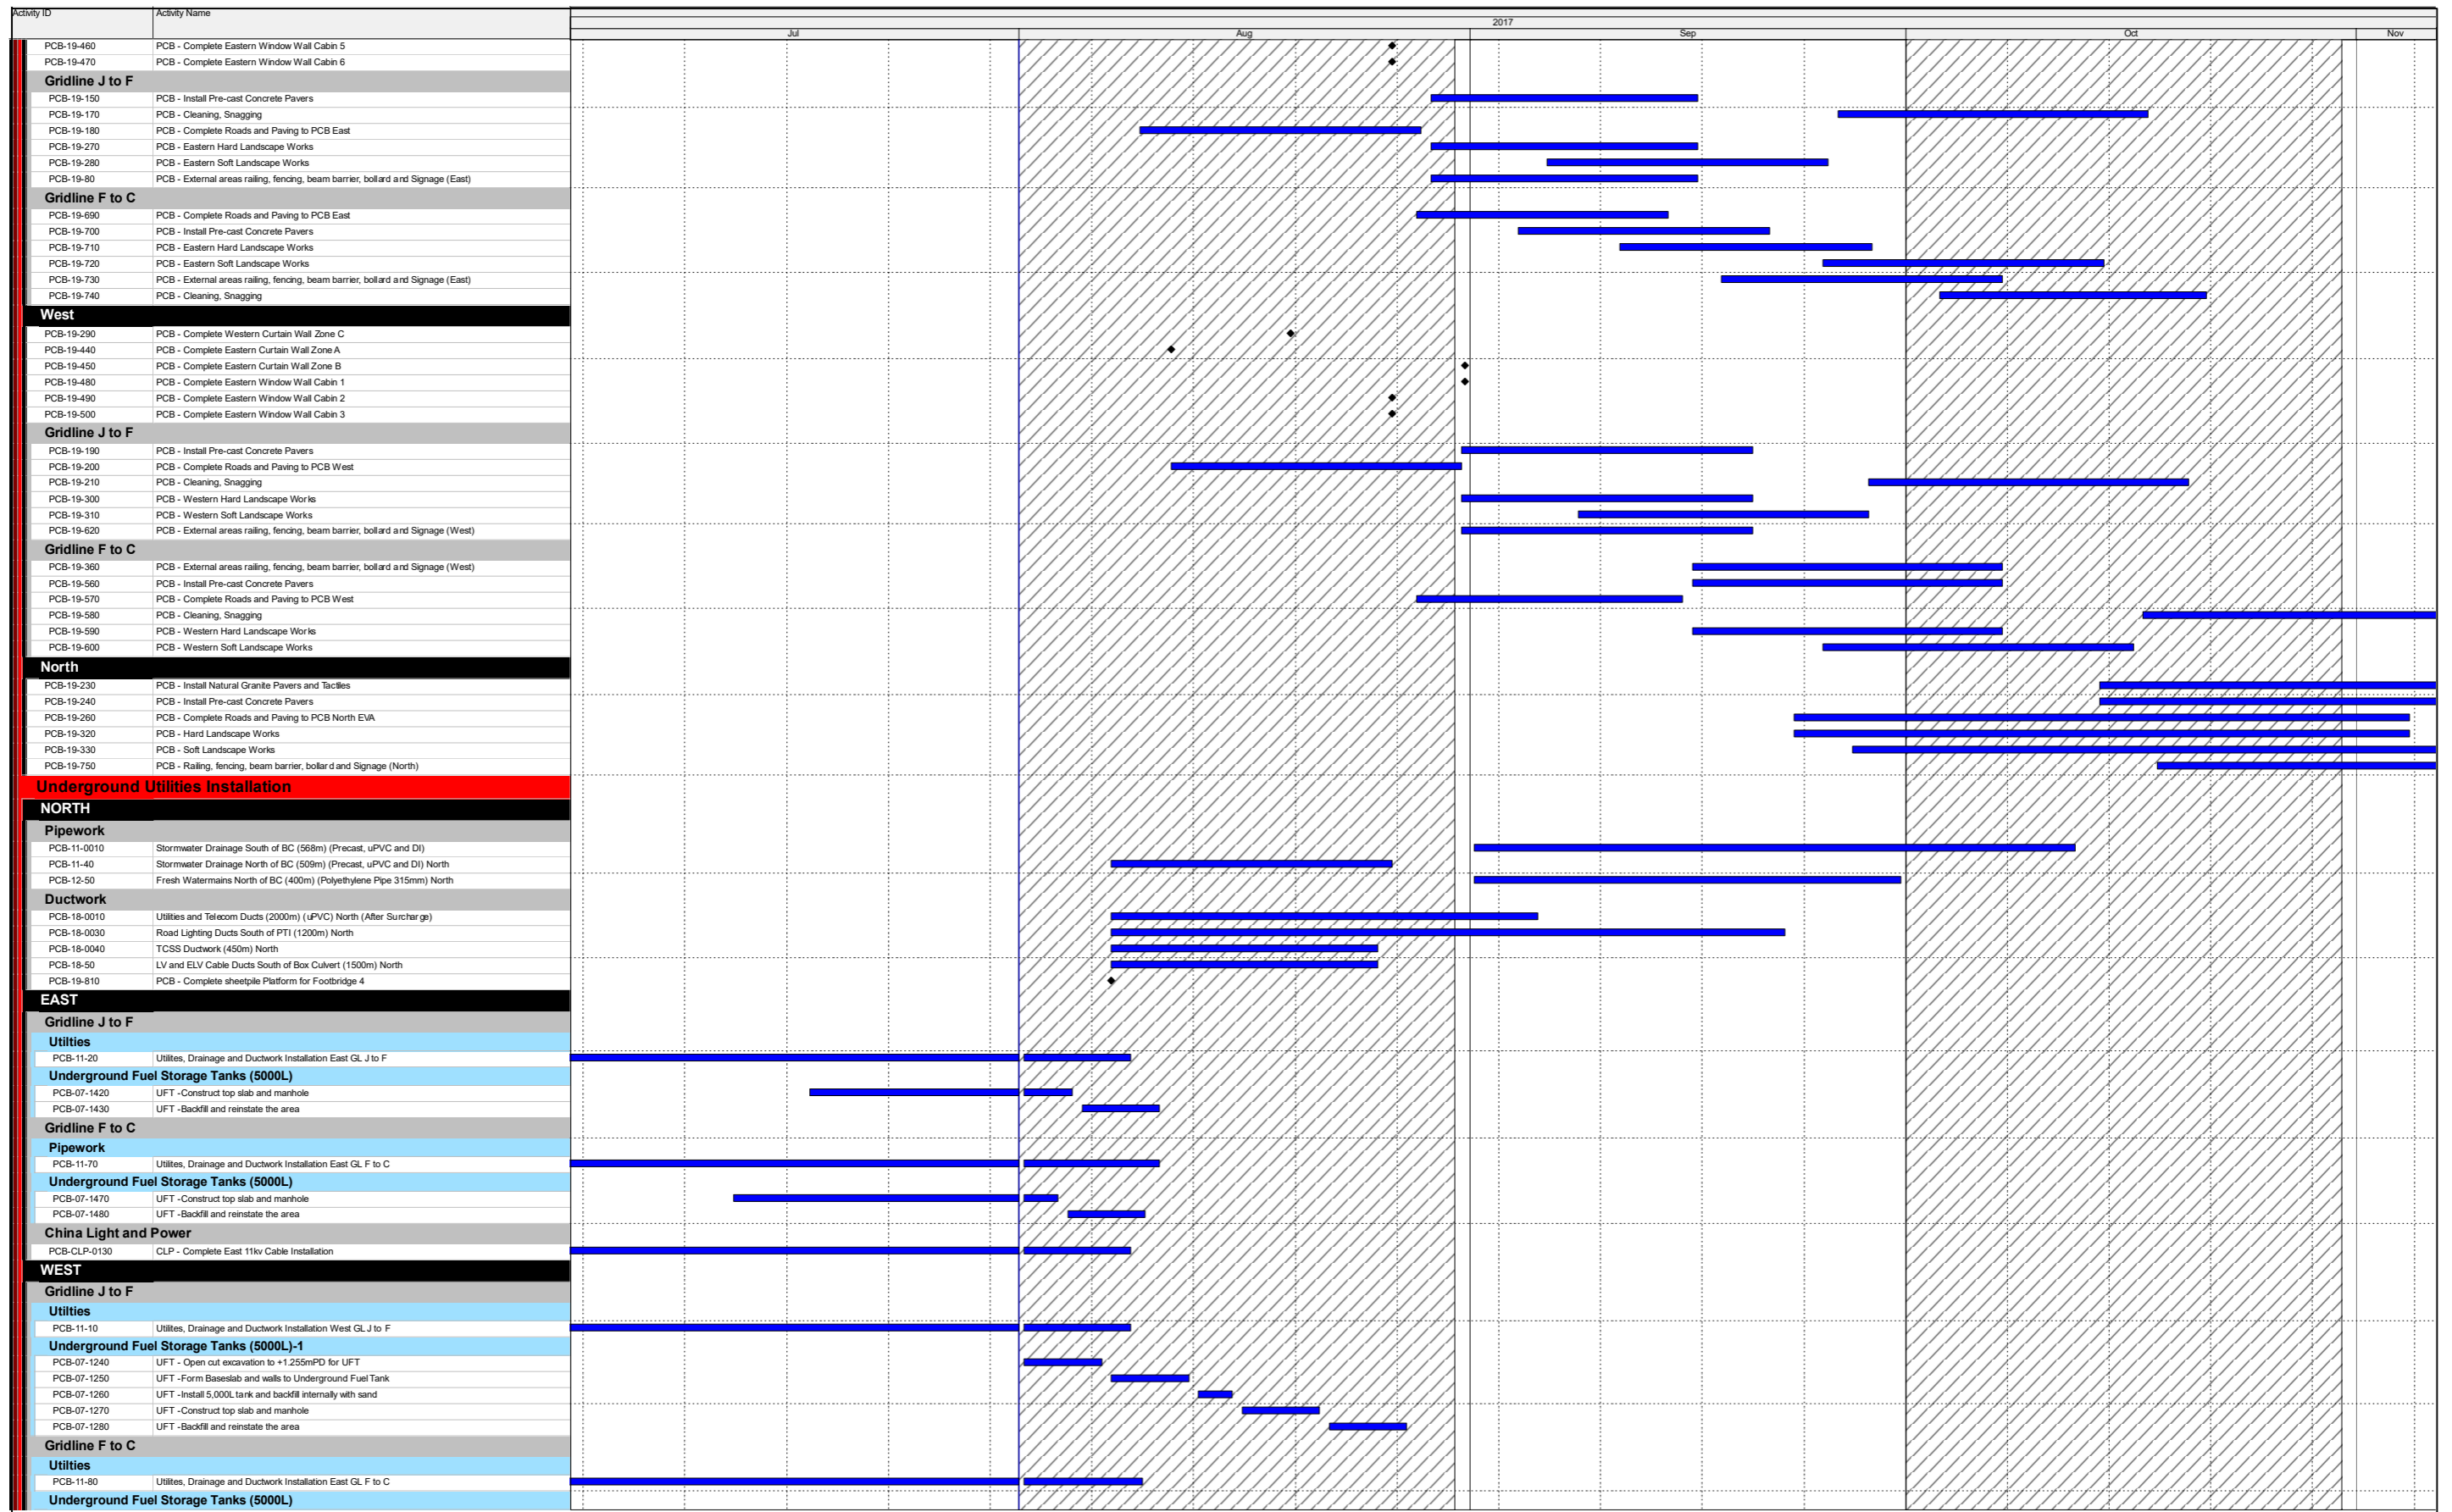 Activity ID Activity Name
2017
Jul Aug Sep Oct Nov
PCB-19-460 PCB - Complete Eastern Window Wall Cabin 5
PCB-19-470 PCB - Complete Eastern Window Wall Cabin 6
Gridline J to F
PCB-19-150 PCB - Install Pre-cast Concrete Pavers
PCB-19-170 PCB - Cleaning, Snagging
PCB-19-180 PCB - Complete Roads and Paving to PCB East
PCB-19-270 PCB - Eastern Hard Landscape Works
PCB-19-280 PCB - Eastern Soft Landscape Works
PCB-19-80 PCB - External areas railing, fencing, beam barrier, bollard and Signage (East)
Gridline F to C
PCB-19-690 PCB - Complete Roads and Paving to PCB East
PCB-19-700 PCB - Install Pre-cast Concrete Pavers
PCB-19-710 PCB - Eastern Hard Landscape Works
PCB-19-720 PCB - Eastern Soft Landscape Works
PCB-19-730 PCB - External areas railing, fencing, beam barrier, bollard and Signage (East)
PCB-19-740 PCB - Cleaning, Snagging
West
PCB-19-290 PCB - Complete Western Curtain Wall Zone C
PCB-19-440 PCB - Complete Eastern Curtain Wall Zone A
PCB-19-450 PCB - Complete Eastern Curtain Wall Zone B
PCB-19-480 PCB - Complete Eastern Window Wall Cabin 1
PCB-19-490 PCB - Complete Eastern Window Wall Cabin 2
PCB-19-500 PCB - Complete Eastern Window Wall Cabin 3
Gridline J to F
PCB-19-190 PCB - Install Pre-cast Concrete Pavers
PCB-19-200 PCB - Complete Roads and Paving to PCB West
PCB-19-210 PCB - Cleaning, Snagging
PCB-19-300 PCB - Western Hard Landscape Works
PCB-19-310 PCB - Western Soft Landscape Works
PCB-19-620 PCB - External areas railing, fencing, beam barrier, bollard and Signage (West)
Gridline F to C
PCB-19-360 PCB - External areas railing, fencing, beam barrier, bollard and Signage (West)
PCB-19-560 PCB - Install Pre-cast Concrete Pavers
PCB-19-570 PCB - Complete Roads and Paving to PCB West
PCB-19-580 PCB - Cleaning, Snagging
PCB-19-590 PCB - Western Hard Landscape Works
PCB-19-600 PCB - Western Soft Landscape Works
North
PCB-19-230 PCB - Install Natural Granite Pavers and Tactiles
PCB-19-240 PCB - Install Pre-cast Concrete Pavers
PCB-19-260 PCB - Complete Roads and Paving to PCB North EVA
PCB-19-320 PCB - Hard Landscape Works
PCB-19-330 PCB - Soft Landscape Works
PCB-19-750 PCB - Railing, fencing, beam barrier, bollard and Signage (North)
Underground Utilities Installation
NORTH
Pipework
PCB-11-0010 Stormwater Drainage South of BC (568m) (Precast, uPVC and DI)
PCB-11-40 Stormwater Drainage North of BC (509m) (Precast, uPVC and DI) North
PCB-12-50 Fresh Watermains North of BC (400m) (Polyethylene Pipe 315mm) North
Ductwork
PCB-18-0010 Utilities and Telecom Ducts (2000m) (uPVC) North (After Surcharge)
PCB-18-0030 Road Lighting Ducts South of PTI (1200m) North
PCB-18-0040 TCSS Ductwork (450m) North
PCB-18-50 LV and ELV Cable Ducts South of Box Culvert (1500m) North
PCB-19-810 PCB - Complete sheetpile Platform for Footbridge 4
EAST
Gridline J to F
Utilties
PCB-11-20 Utilites, Drainage and Ductwork Installation East GL J to F
Underground Fuel Storage Tanks (5000L)
PCB-07-1420 UFT -Construct top slab and manhole
PCB-07-1430 UFT -Backfill and reinstate the area
Gridline F to C
Pipework
PCB-11-70 Utilites, Drainage and Ductwork Installation East GL F to C
Underground Fuel Storage Tanks (5000L)
PCB-07-1470 UFT -Construct top slab and manhole
PCB-07-1480 UFT -Backfill and reinstate the area
China Light and Power
PCB-CLP-0130 CLP - Complete East 11kv Cable Installation
WEST
Gridline J to F
Utilties
PCB-11-10 Utilites, Drainage and Ductwork Installation West GL J to F
Underground Fuel Storage Tanks (5000L)-1
PCB-07-1240 UFT - Open cut excavation to +1.255mPD for UFT
PCB-07-1250 UFT -Form Baseslab and walls to Underground Fuel Tank
PCB-07-1260 UFT -Install 5,000L tank and backfill internally with sand
PCB-07-1270 UFT -Construct top slab and manhole
PCB-07-1280 UFT -Backfill and reinstate the area
Gridline F to C
Utilties
PCB-11-80 Utilites, Drainage and Ductwork Installation East GL F to C
Underground Fuel Storage Tanks (5000L)